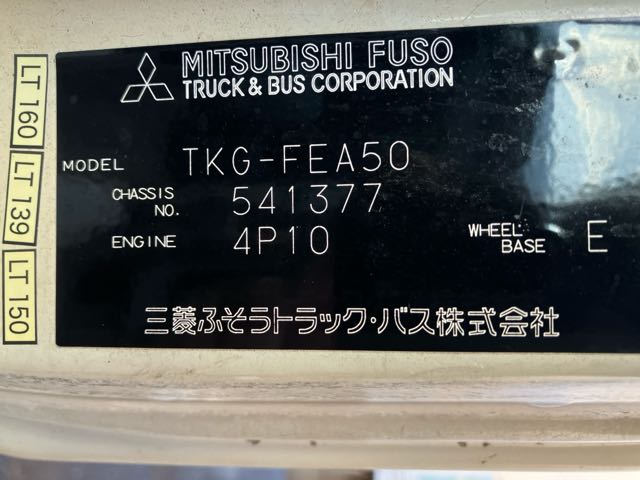 MITSUBISHI FUSO
TRUCK & BUS CORPORATION
MODEL TKG-FEA50
CHASSIS NO. 541377
ENGINE 4P10
WHEEL BASE E
三菱ふそうトラック・バス株式会社
LT 160
LT 139
LT 150